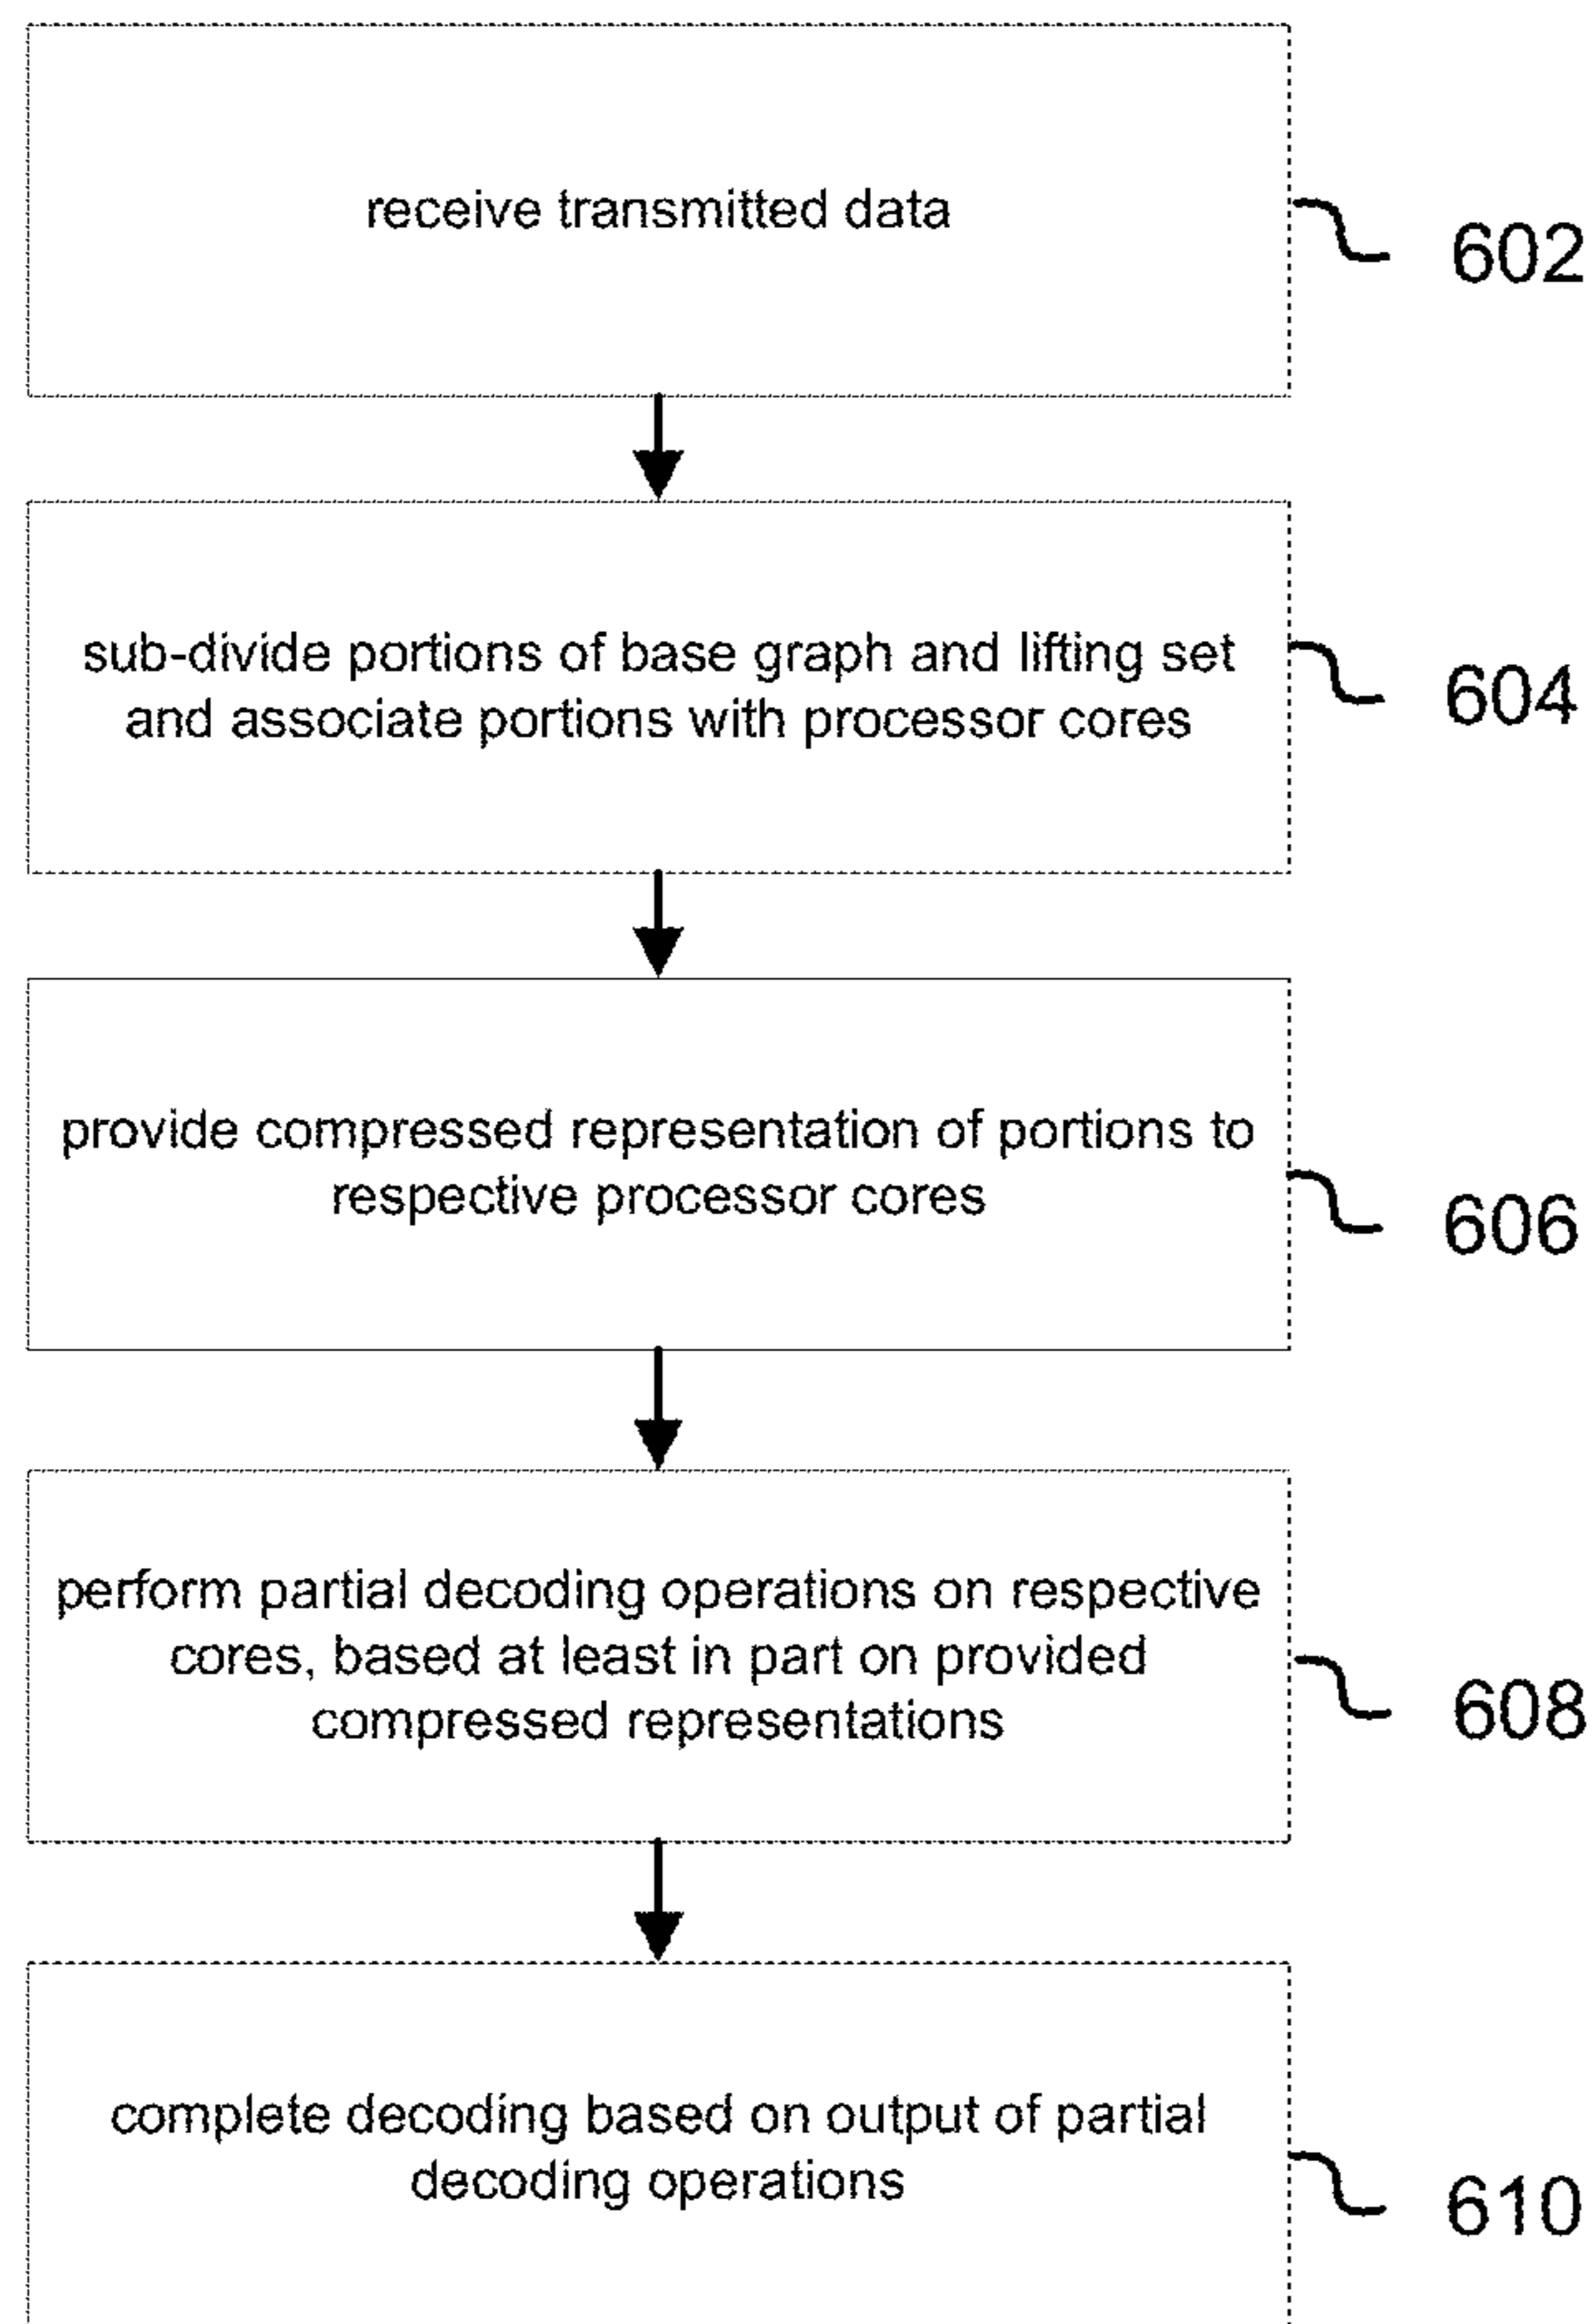 receive transmitted data
602
sub-divide portions of base graph and lifting set
and associate portions with processor cores
604
provide compressed representation of portions to
respective processor cores
606
perform partial decoding operations on respective
cores, based at least in part on provided
compressed representations
608
complete decoding based on output of partial
decoding operations
610